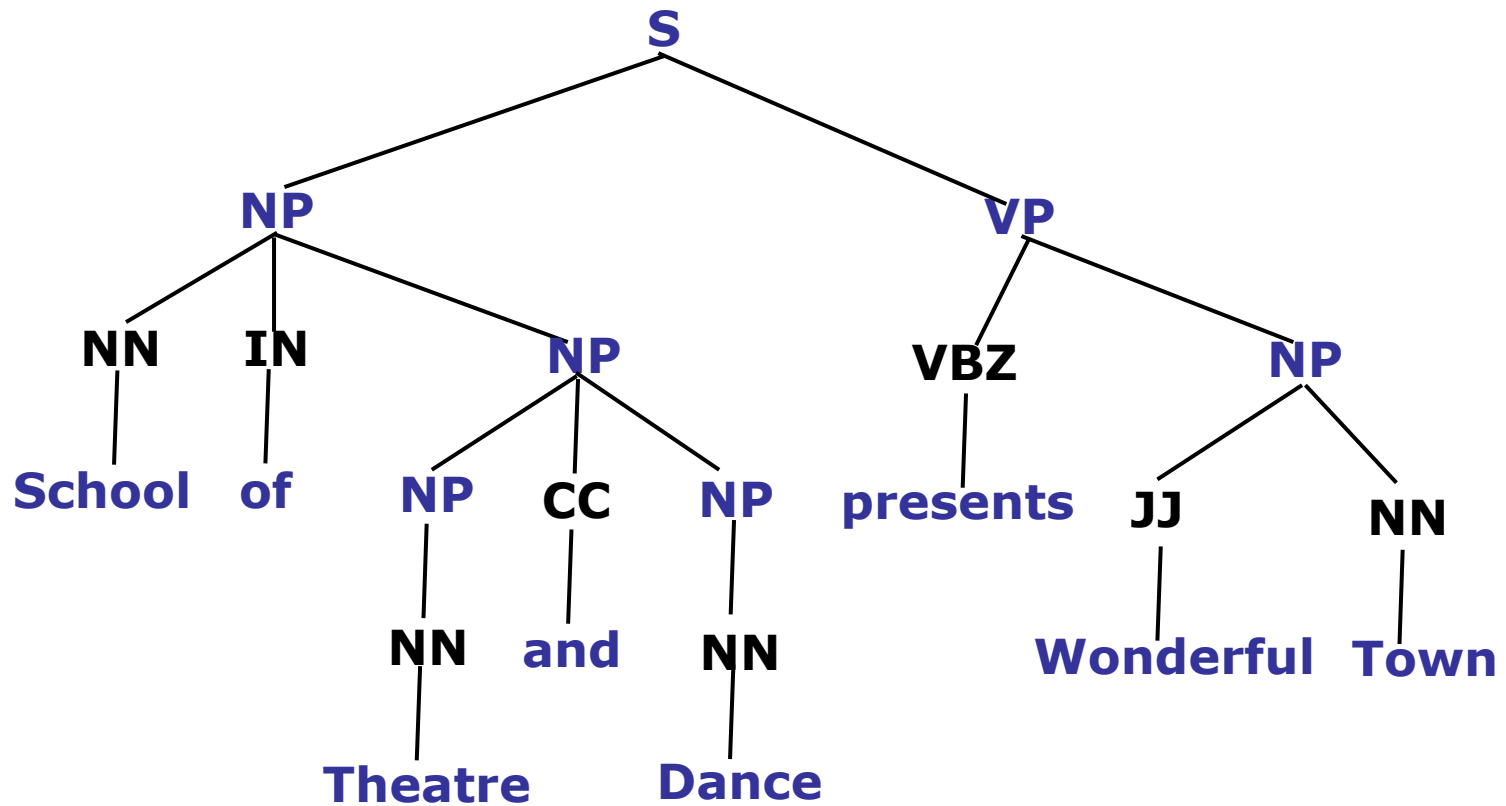 S
NP VP
NN IN NP VBZ NP
School of NP CC NP presents JJ NN
NN and NN Wonderful Town
Theatre Dance